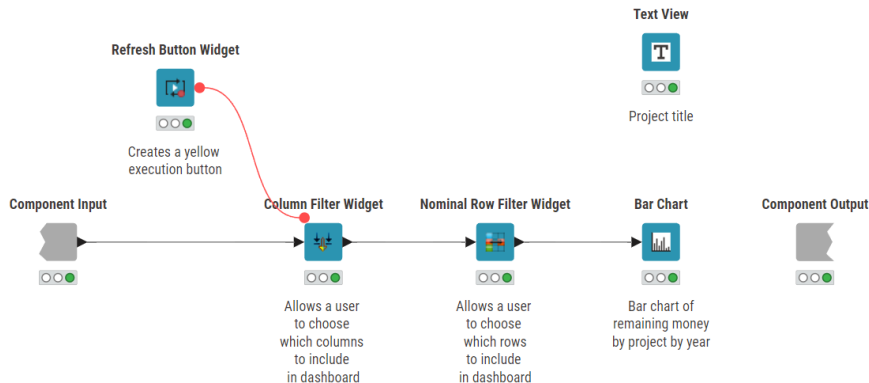 Text View
T
Refresh Button Widget
Project title
Creates a yellow
execution button
Component Input
Column Filter Widget
Nominal Row Filter Widget
Bar Chart
Component Output
Allows a user
to choose
which columns
to include
in dashboard
Allows a user
to choose
which rows
to include
in dashboard
Bar chart of
remaining money
by project by year